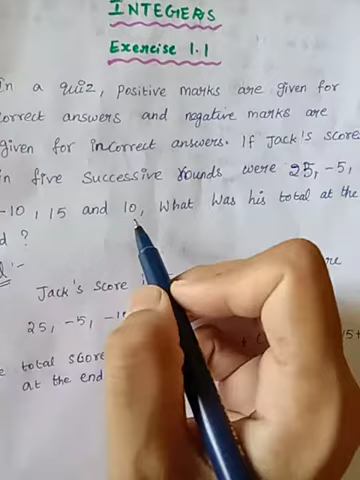 INTEGERS
Exercise 1.1
In a quiz, positive marks are given for
correct answers and negative marks are
given for incorrect answers. If Jack's score
in five successive rounds were 25, -5,
-10, 15 and 10, What Was his total at the
d ?
Jack's score
25, -5, -1
total score
at the end